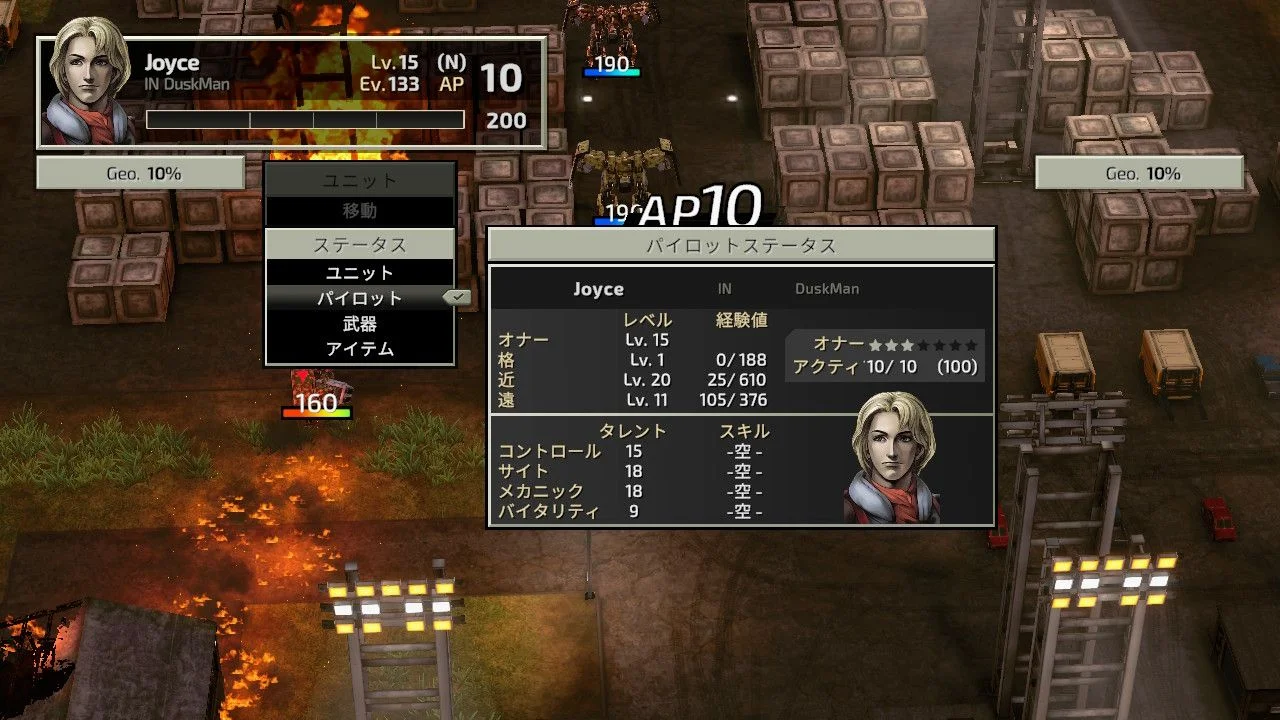 Joyce Lv.15 (N)
IN DuskMan Ev.133 AP 10
200
Geo. 10%
190
Geo. 10%
ユニット
移動
ステータス
ユニット
パイロット
武器
アイテム
AP10
パイロットステータス
Joyce IN DuskMan
レベル 経験値
オナー Lv. 15
格 Lv. 1 0/188
近 Lv. 20 25/610
遠 Lv. 11 105/376
オナー★★★★★★★
アクティ 10/10 (100)
タレント スキル
コントロール 15 -空-
サイト 18 -空-
メカニック 18 -空-
バイタリティ 9 -空-
160